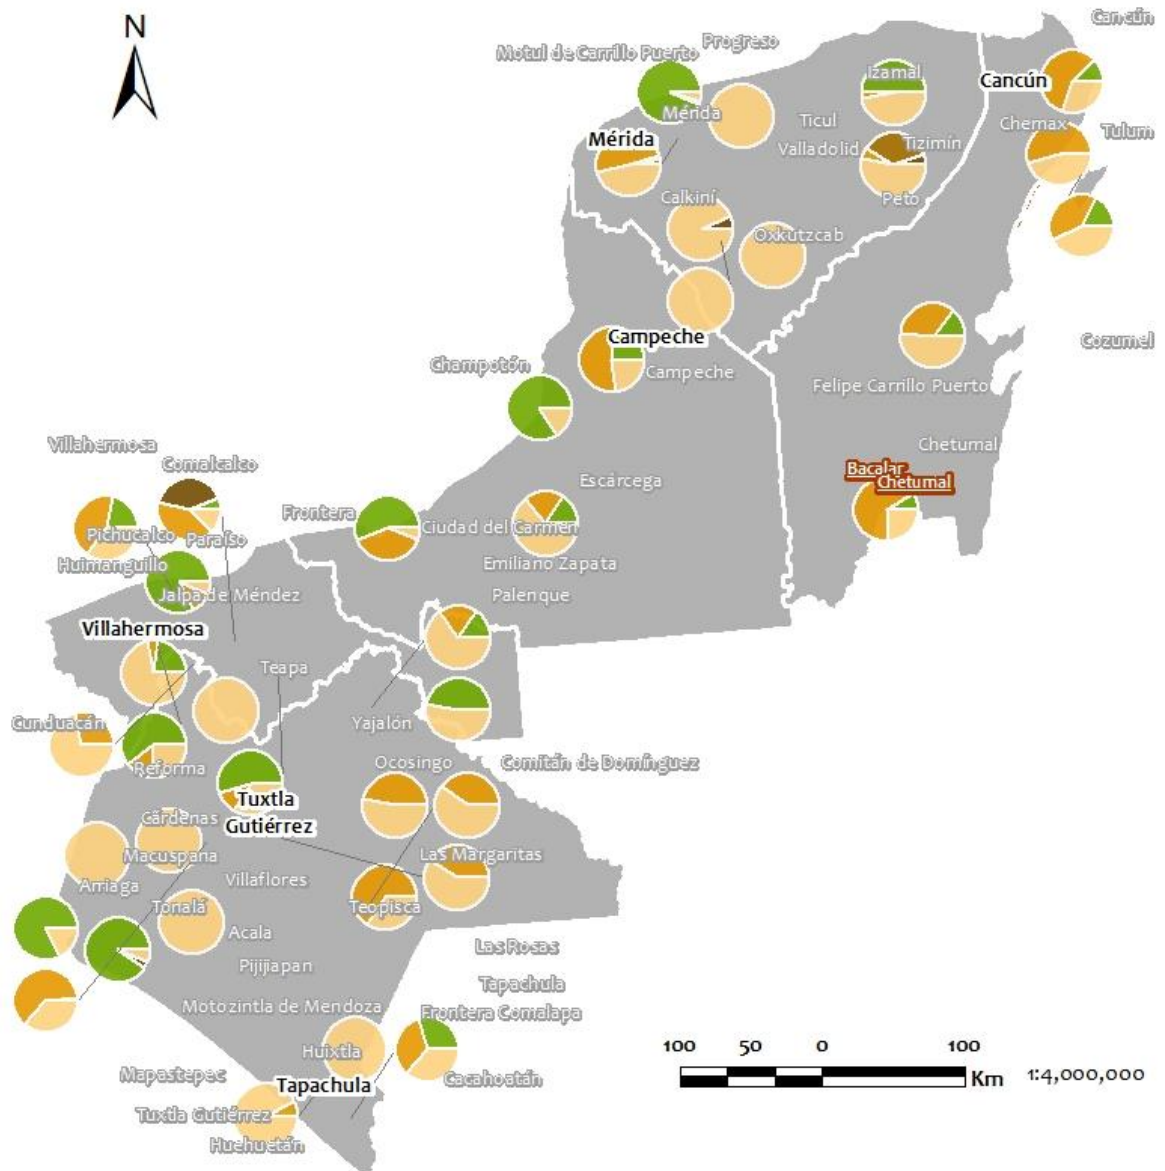 N
Cancún
Progreso
Motul de Carrillo Puerto
Izamal
Cancún
Mérida
Ticul
Chemax
Tulum
Mérida
Valladolid
Tizimín
Calkiní
Peto
Oxkutzcab
Campeche
Cozumel
Champotón
Campeche
Felipe Carrillo Puerto
Villahermosa
Chetumal
Comalcalco
Bacalar
Chetumal
Escárcega
Frontera
Ciudad del Carmen
Pichucalco
Paraíso
Huimanguillo
Emiliano Zapata
Jalpa de Méndez
Palenque
Villahermosa
Teapa
Cunduacán
Yajalón
Reforma
Ocosingo
Comitán de Domínguez
Tuxtla
Gutiérrez
Cárdenas
Macuspana
Las Margaritas
Arriaga
Villaflores
Tonalá
Teopisca
Acala
Las Rosas
Pijijiapan
Tapachula
Motozintla de Mendoza
Frontera Comalapa
Huixtla
Mapastepec
Tapachula
Cacahoatán
Tuxtla Gutiérrez
Huehuetán
100 50 0 100
Km
1:4,000,000